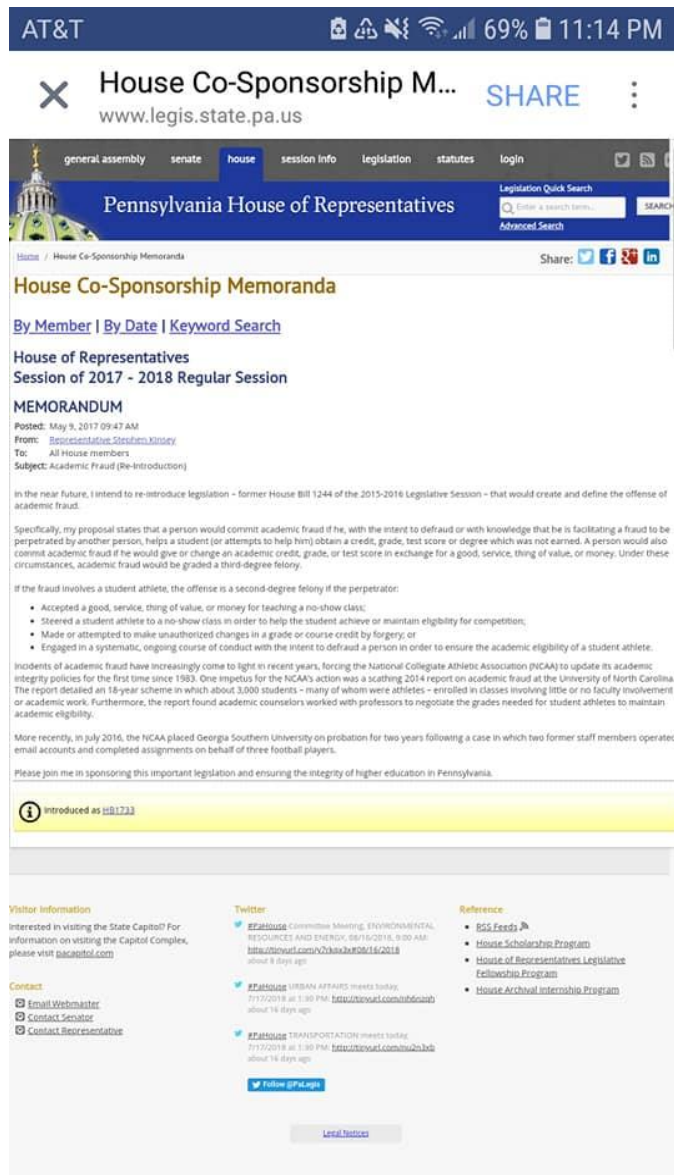 AT&T 69% 11:14 PM
House Co-Sponsorship M... SHARE
www.legis.state.pa.us
general assembly senate house session info legislation statutes login
Pennsylvania House of Representatives
Legislation Quick Search
Enter a search term... SEARCH
Advanced Search
Home / House Co-Sponsorship Memoranda Share:
House Co-Sponsorship Memoranda
By Member | By Date | Keyword Search
House of Representatives
Session of 2017 - 2018 Regular Session
MEMORANDUM
Posted: May 9, 2017 09:47 AM
From: Representative Stephen Kinsey
To: All House members
Subject: Academic Fraud (Re-Introduction)
In the near future, I intend to re-introduce legislation – former House Bill 1244 of the 2015-2016 Legislative Session – that would create and define the offense of
academic fraud.
Specifically, my proposal states that a person would commit academic fraud if he, with the intent to defraud or with knowledge that he is facilitating a fraud to be
perpetrated by another person, helps a student (or attempts to help him) obtain a credit, grade, test score or degree which was not earned. A person would also
commit academic fraud if he would give or change an academic credit, grade, or test score in exchange for a good, service, thing of value, or money. Under these
circumstances, academic fraud would be graded a third-degree felony.
If the fraud involves a student athlete, the offense is a second-degree felony if the perpetrator:
• Accepted a good, service, thing of value, or money for teaching a no-show class;
• Steered a student athlete to a no-show class in order to help the student achieve or maintain eligibility for competition;
• Made or attempted to make unauthorized changes in a grade or course credit by forgery; or
• Engaged in a systematic, ongoing course of conduct with the intent to defraud a person in order to ensure the academic eligibility of a student athlete.
Incidents of academic fraud have increasingly come to light in recent years, forcing the National Collegiate Athletic Association (NCAA) to update its academic
integrity policies for the first time since 1983. One impetus for the NCAA's action was a scathing 2014 report on academic fraud at the University of North Carolina
The report detailed an 18-year scheme in which about 3,000 students – many of whom were athletes – enrolled in classes involving little or no faculty involvement
or academic work. Furthermore, the report found academic counselors worked with professors to negotiate the grades needed for student athletes to maintain
academic eligibility.
More recently, in July 2016, the NCAA placed Georgia Southern University on probation for two years following a case in which two former staff members operated
email accounts and completed assignments on behalf of three football players.
Please join me in sponsoring this important legislation and ensuring the integrity of higher education in Pennsylvania.
Introduced as HB1733
Visitor Information
Interested in visiting the State Capitol? For
information on visiting the Capitol Complex,
please visit pacapitol.com
Contact
Email Webmaster
Contact Senator
Contact Representative
Twitter
#PaHouse Committee Meeting, ENVIRONMENTAL
RESOURCES AND ENERGY, 08/16/2018, 9:00 AM:
about 8 days ago
#PaHouse URBAN AFFAIRS meets today,
7/17/2018 at 1:30 PM:
about 16 days ago
#PaHouse TRANSPORTATION meets today,
7/17/2018 at 1:30 PM:
about 16 days ago
Follow @PaLegis
Reference
• RSS Feeds
• House Scholarship Program
• House of Representatives Legislative
Fellowship Program
• House Archival Internship Program
Legal Notices